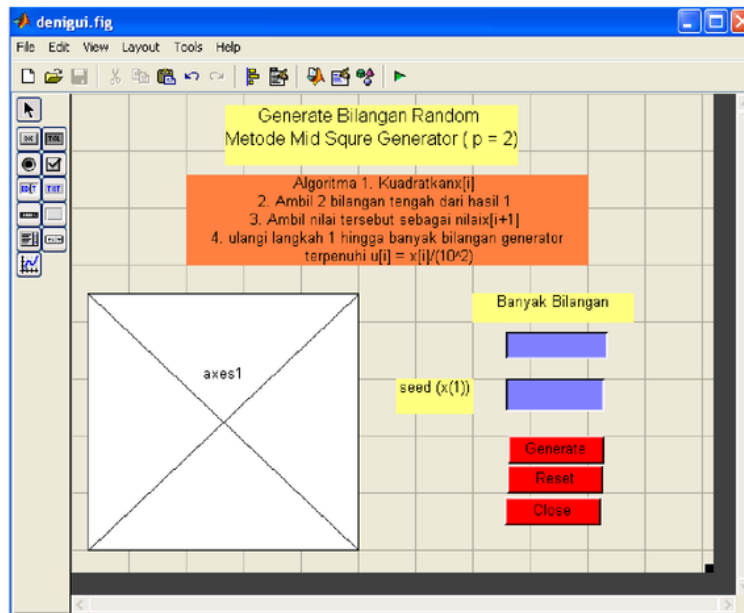 denigui.fig
File Edit View Layout Tools Help
Generate Bilangan Random
Metode Mid Squre Generator ( p = 2)
Algoritma 1. Kuadratkanx[i]
2. Ambil 2 bilangan tengah dari hasil 1
3. Ambil nilai tersebut sebagai nilaix[i+1]
4. ulangi langkah 1 hingga banyak bilangan generator
terpenuhi u[i] = x[i]/(10^2)
Banyak Bilangan
axes1
seed (x(1))
Generate
Reset
Close